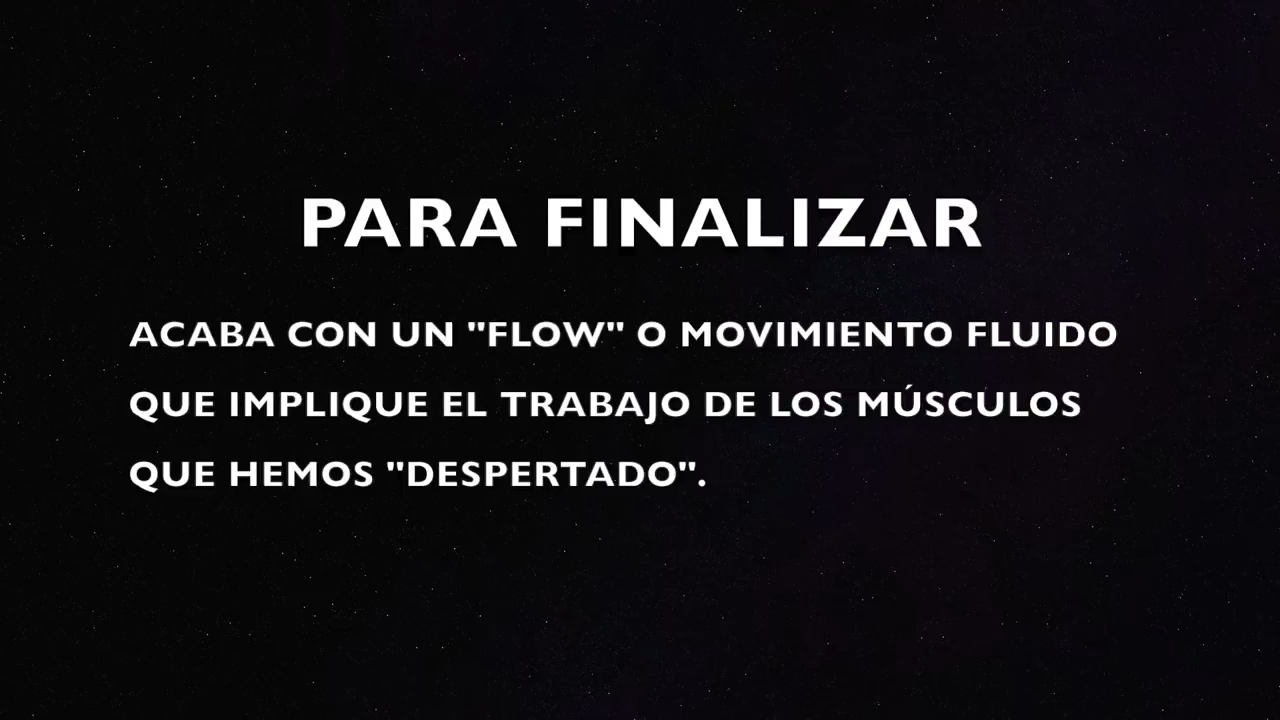 PARA FINALIZAR
ACABA CON UN "FLOW" O MOVIMIENTO FLUIDO
QUE IMPLIQUE EL TRABAJO DE LOS MÚSCULOS
QUE HEMOS "DESPERTADO".